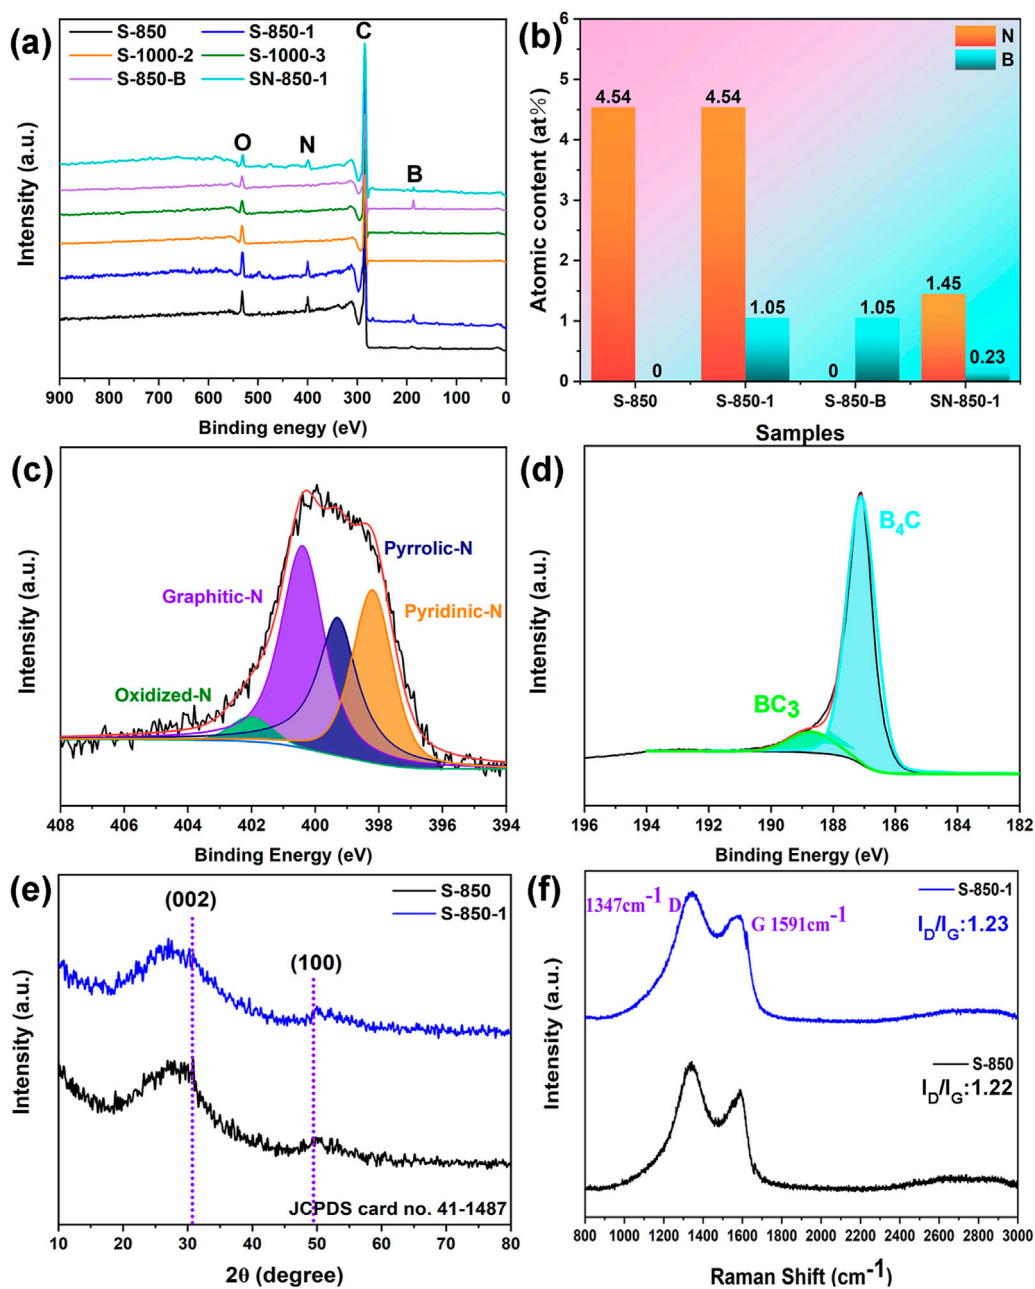 (a)
S-850
S-850-1
S-1000-2
S-1000-3
S-850-B
SN-850-1
C
O
N
B
Intensity (a.u.)
900 800 700 600 500 400 300 200 100 0
Binding enegy (eV)
(b)
N
B
6
5
4
3
2
1
0
4.54
0
4.54
1.05
0
1.05
1.45
0.23
Atomic content (at%)
S-850 S-850-1 S-850-B SN-850-1
Samples
(c)
Pyrrolic-N
Graphitic-N
Pyridinic-N
Oxidized-N
Intensity (a.u.)
408 406 404 402 400 398 396 394
Binding Energy (eV)
(d)
B4C
BC3
Intensity (a.u.)
196 194 192 190 188 186 184 182
Binding Energy (eV)
(e)
S-850
S-850-1
(002)
(100)
JCPDS card no. 41-1487
Intensity (a.u.)
10 20 30 40 50 60 70 80
2θ (degree)
(f)
S-850-1
1347cm-1 D
G 1591cm-1
ID/IG:1.23
S-850
ID/IG:1.22
Intensity (a.u.)
800 1000 1200 1400 1600 1800 2000 2200 2400 2600 2800 3000
Raman Shift (cm-1)